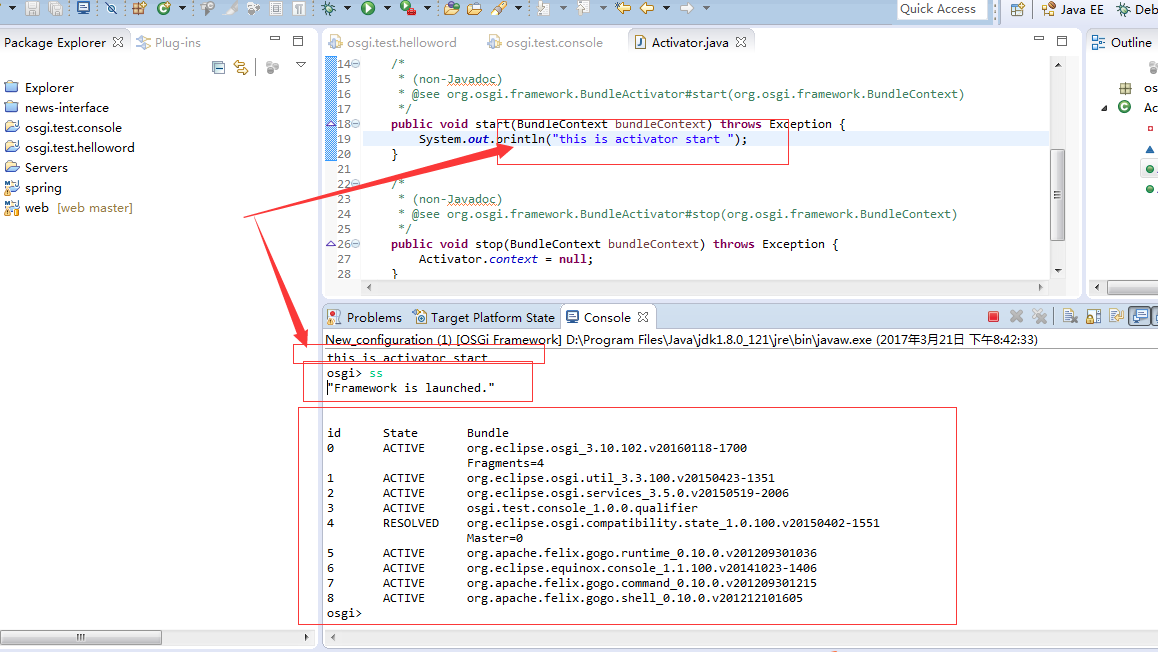 Quick Access
Java EE
Deb
Package Explorer
Plug-ins
Explorer
news-interface
osgi.test.console
osgi.test.helloword
Servers
spring
web [web master]
osgi.test.helloword
osgi.test.console
Activator.java
14 /*
15 * (non-Javadoc)
16 * @see org.osgi.framework.BundleActivator#start(org.osgi.framework.BundleContext)
17 */
18 public void start(BundleContext bundleContext) throws Exception {
19 System.out.println("this is activator start ");
20 }
21
22 /*
23 * (non-Javadoc)
24 * @see org.osgi.framework.BundleActivator#stop(org.osgi.framework.BundleContext)
25 */
26 public void stop(BundleContext bundleContext) throws Exception {
27 Activator.context = null;
28 }
Outline
os
Ac
Problems
Target Platform State
Console
New_configuration (1) [OSGi Framework] D:\Program Files\Java\jdk1.8.0_121\jre\bin\javaw.exe (2017年3月21日 下午8:42:33)
this is activator start
osgi> ss
"Framework is launched."
id State Bundle
0 ACTIVE org.eclipse.osgi_3.10.102.v20160118-1700
Fragments=4
1 ACTIVE org.eclipse.osgi.util_3.3.100.v20150423-1351
2 ACTIVE org.eclipse.osgi.services_3.5.0.v20150519-2006
3 ACTIVE osgi.test.console_1.0.0.qualifier
4 RESOLVED org.eclipse.osgi.compatibility.state_1.0.100.v20150402-1551
Master=0
5 ACTIVE org.apache.felix.gogo.runtime_0.10.0.v201209301036
6 ACTIVE org.eclipse.equinox.console_1.1.100.v20141023-1406
7 ACTIVE org.apache.felix.gogo.command_0.10.0.v201209301215
8 ACTIVE org.apache.felix.gogo.shell_0.10.0.v201212101605
osgi>